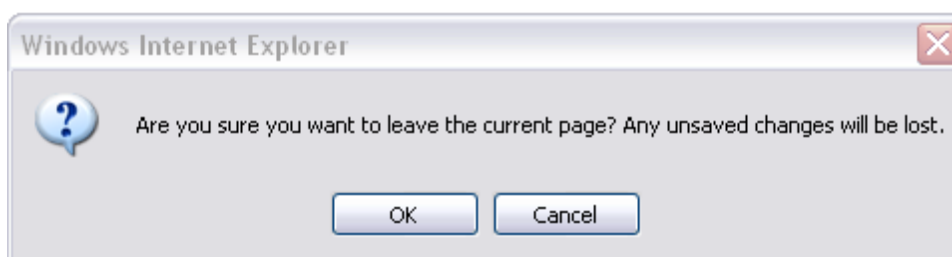 Windows Internet Explorer
Are you sure you want to leave the current page? Any unsaved changes will be lost.
OK
Cancel